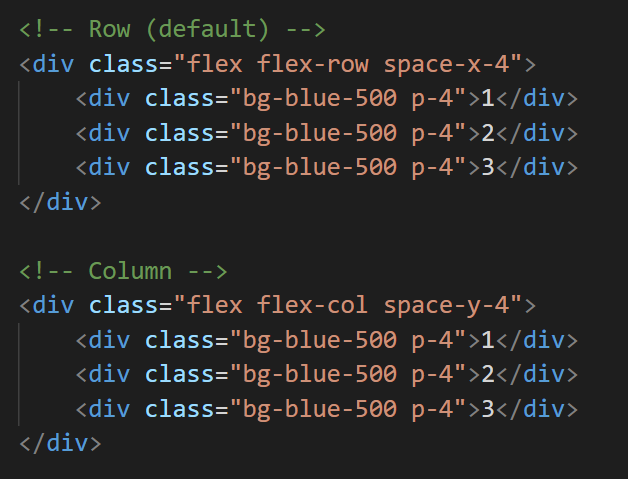 <!-- Row (default) -->
<div class="flex flex-row space-x-4">
    <div class="bg-blue-500 p-4">1</div>
    <div class="bg-blue-500 p-4">2</div>
    <div class="bg-blue-500 p-4">3</div>
</div>

<!-- Column -->
<div class="flex flex-col space-y-4">
    <div class="bg-blue-500 p-4">1</div>
    <div class="bg-blue-500 p-4">2</div>
    <div class="bg-blue-500 p-4">3</div>
</div>